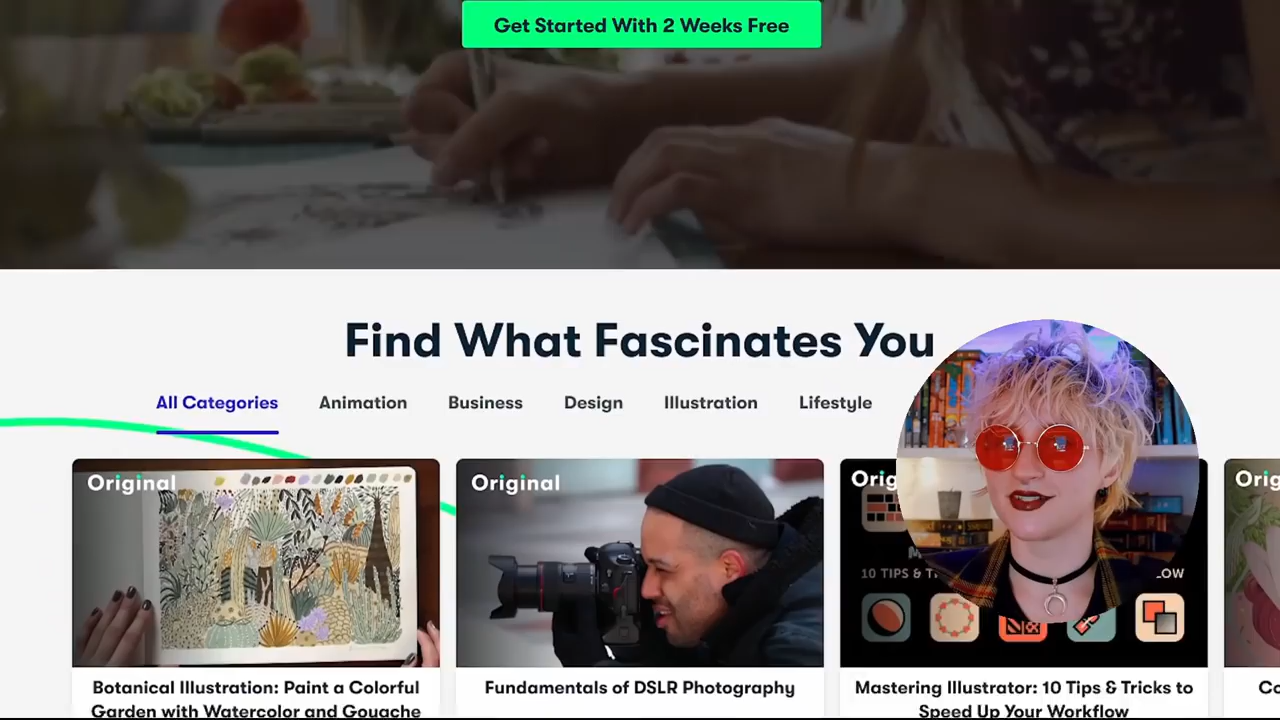 Get Started With 2 Weeks Free
Find What Fascinates You
All Categories Animation Business Design Illustration Lifestyle
Original
Original
10 TIPS &
Botanical Illustration: Paint a Colorful
Garden with Watercolor and Gouache
Fundamentals of DSLR Photography
Mastering Illustrator: 10 Tips & Tricks to
Speed Up Your Workflow